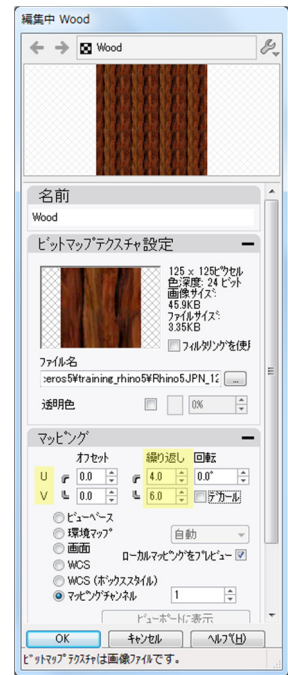 編集中 Wood
Wood
名前
Wood
ビットマップテクスチャ設定
125 x 125ピクセル
色深度: 24 ビット
画像サイズ:
45.9KB
ファイルサイズ:
3.35KB
フィルタリングを使用
ファイル名
:eros5¥training_rhino5¥Rhino5JPN_12 ...
透明色 0%
マッピング
オフセット 繰り返し 回転
U 0.0 4.0 0.0°
V 0.0 6.0 デカール
ビューベース
環境マップ 自動
画面 ローカルマッピングをプレビュー
WCS
WCS (ボックススタイル)
マッピングチャンネル 1
ビューポートに表示
OK キャンセル ヘルプ(H)
ビットマップテクスチャは画像ファイルです。